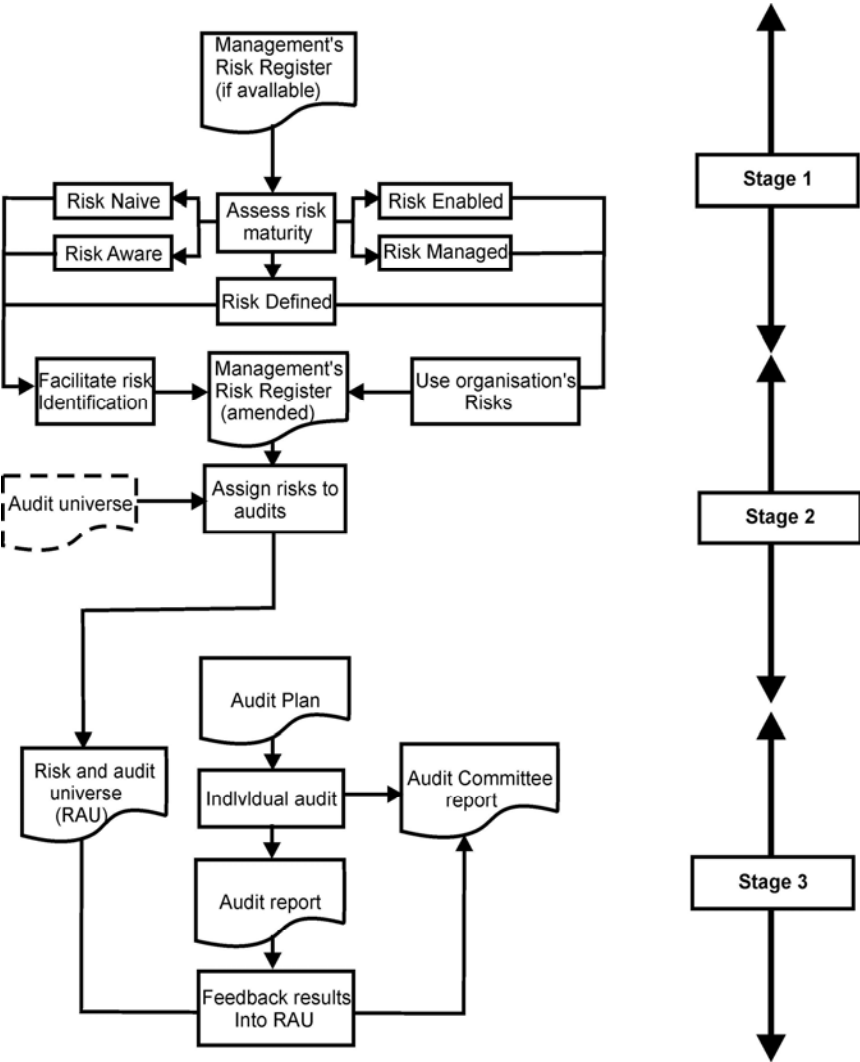 Management's
Risk Register
(if avallable)
Stage 1
Risk Naive
Assess risk
maturity
Risk Enabled
Risk Aware
Risk Managed
Risk Defined
Facilitate risk
Identification
Management's
Risk Register
(amended)
Use organisation's
Risks
Audit universe
Assign risks to
audits
Stage 2
Audit Plan
Risk and audit
universe
(RAU)
IndIvIdual audit
Audit Committee
report
Audit report
Stage 3
Feedback results
Into RAU